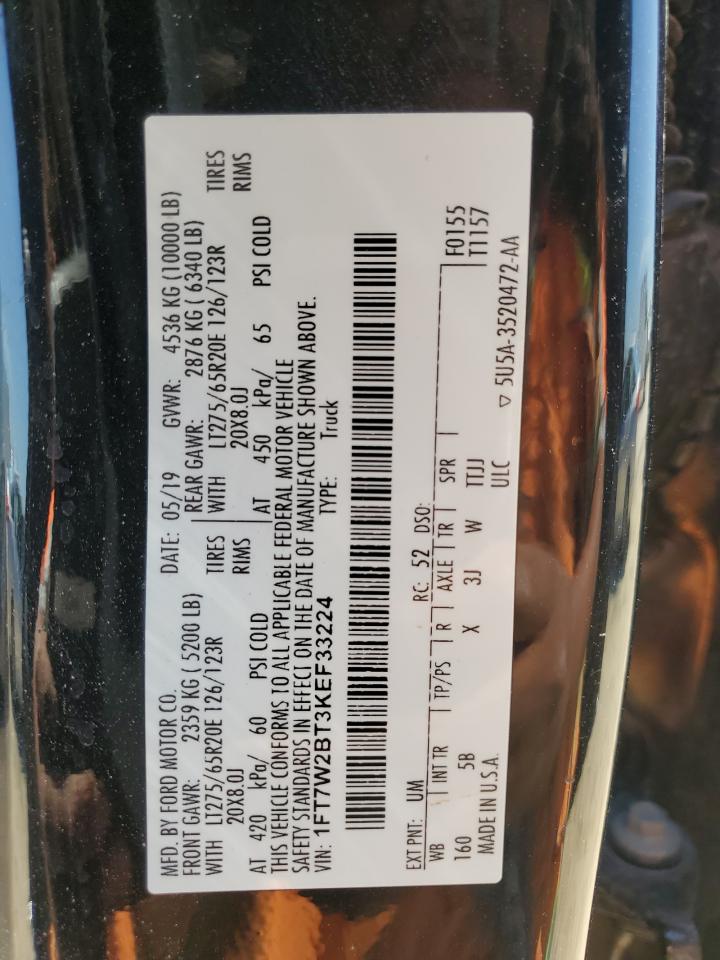 MFD. BY FORD MOTOR CO. DATE: 05/19 GVWR: 4536 KG (10000 LB)
FRONT GAWR: 2359 KG ( 5200 LB) REAR GAWR: 2876 KG ( 6340 LB)
WITH LT275/65R20E 126/123R TIRES WITH LT275/65R20E 126/123R TIRES
20X8.0J RIMS 20X8.0J RIMS
AT 420 kPa/ 60 PSI COLD AT 450 kPa/ 65 PSI COLD
THIS VEHICLE CONFORMS TO ALL APPLICABLE FEDERAL MOTOR VEHICLE
SAFETY STANDARDS IN EFFECT ON THE DATE OF MANUFACTURE SHOWN ABOVE.
VIN: 1FT7W2BT3KEF33224 TYPE: Truck
EXT PNT: UM RC: 52 DSO:
WB INT TR TP/PS R AXLE TR SPR F0155
160 5B X 3J W TTJJ T1157
MADE IN U.S.A. ULC ▽ 5U5A-3520472-AA